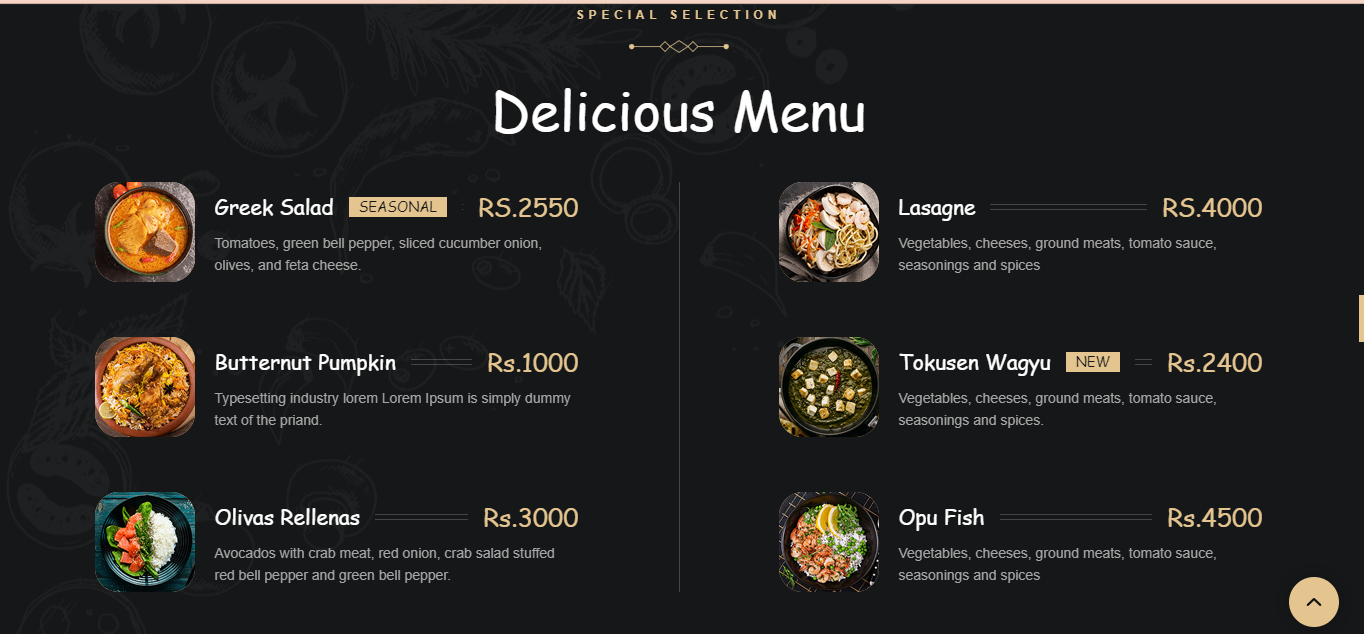 SPECIAL SELECTION
Delicious Menu
Greek Salad SEASONAL RS.2550
Tomatoes, green bell pepper, sliced cucumber onion,
olives, and feta cheese.
Butternut Pumpkin Rs.1000
Typesetting industry lorem Lorem Ipsum is simply dummy
text of the priand.
Olivas Rellenas Rs.3000
Avocados with crab meat, red onion, crab salad stuffed
red bell pepper and green bell pepper.
Lasagne RS.4000
Vegetables, cheeses, ground meats, tomato sauce,
seasonings and spices
Tokusen Wagyu NEW Rs.2400
Vegetables, cheeses, ground meats, tomato sauce,
seasonings and spices.
Opu Fish Rs.4500
Vegetables, cheeses, ground meats, tomato sauce,
seasonings and spices